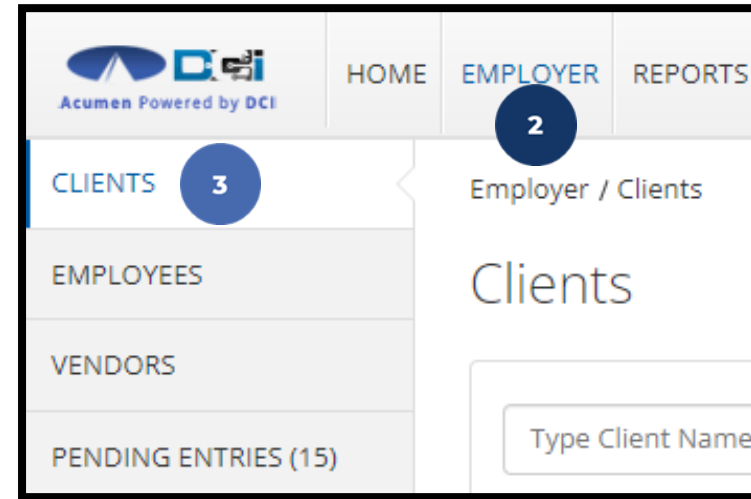 DCI
Acumen Powered by DCI
HOME
EMPLOYER
REPORTS
2
CLIENTS
3
EMPLOYEES
VENDORS
PENDING ENTRIES (15)
Employer / Clients
Clients
Type Client Name